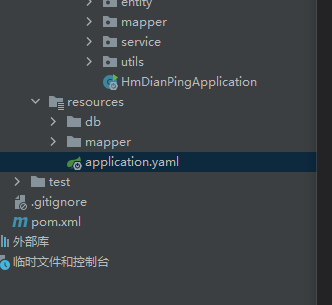 entity
mapper
service
utils
HmDianPingApplication
resources
db
mapper
application.yaml
test
.gitignore
pom.xml
外部库
临时文件和控制台